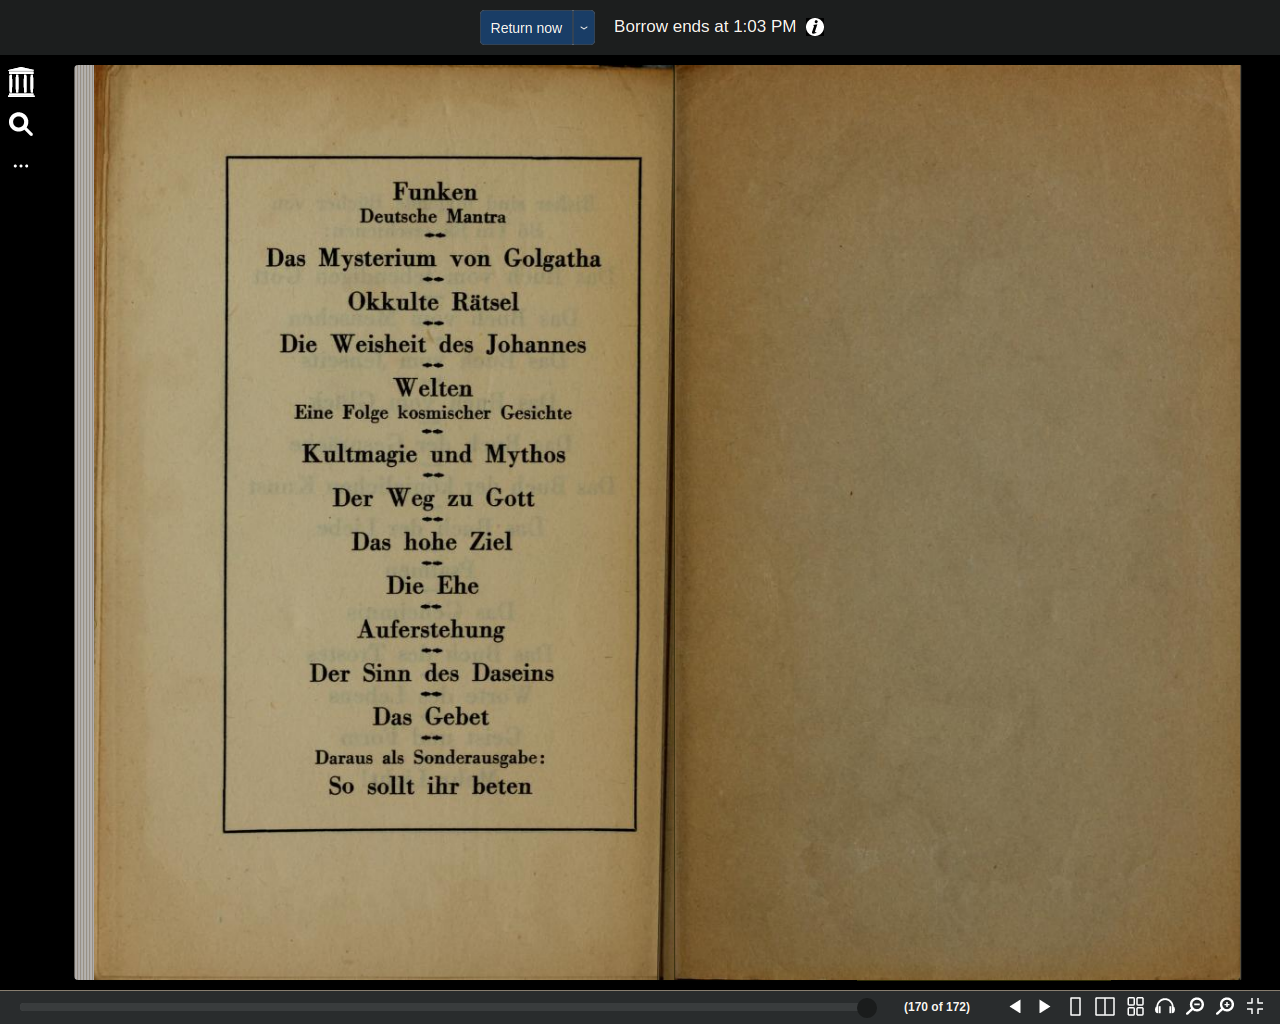 Return now
Borrow ends at 1:03 PM
Funken
Deutsche Mantra
Das Mysterium von Golgatha
Okkulte Rätsel
Die Weisheit des Johannes
Welten
Eine Folge kosmischer Gesichte
Kultmagie und Mythos
Der Weg zu Gott
Das hohe Ziel
Die Ehe
Auferstehung
Der Sinn des Daseins
Das Gebet
Daraus als Sonderausgabe:
So sollt ihr beten
(170 of 172)